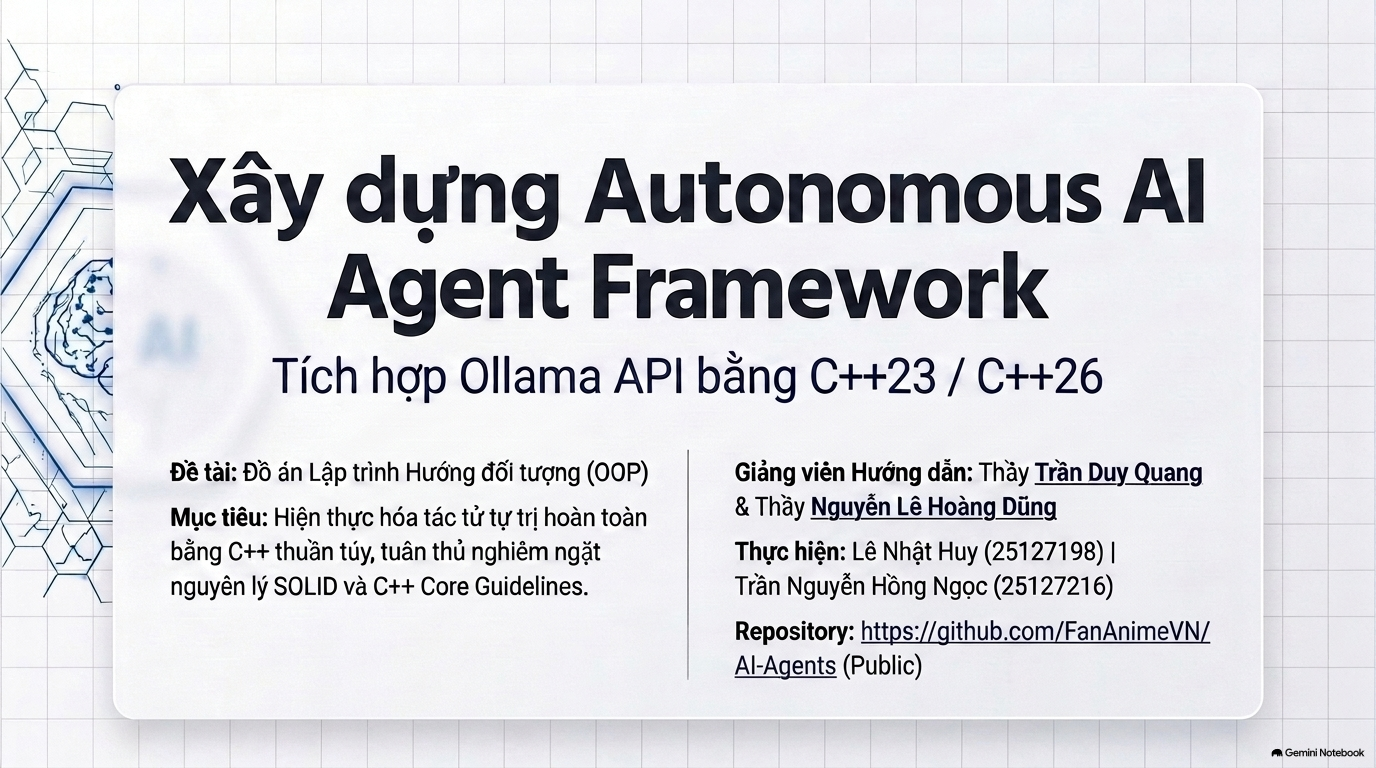 Xây dựng Autonomous AI
Agent Framework
Tích hợp Ollama API bằng C++23 / C++26
Đề tài: Đồ án Lập trình Hướng đối tượng (OOP)
Mục tiêu: Hiện thực hóa tác tử tự trị hoàn toàn
bằng C++ thuần túy, tuân thủ nghiêm ngặt
nguyên lý SOLID và C++ Core Guidelines.
Giảng viên Hướng dẫn: Thầy Trần Duy Quang
& Thầy Nguyễn Lê Hoàng Dũng
Thực hiện: Lê Nhật Huy (25127198) |
Trần Nguyễn Hồng Ngọc (25127216)
Repository: https://github.com/FanAnimeVN/
AI-Agents (Public)
AI
Gemini Notebook